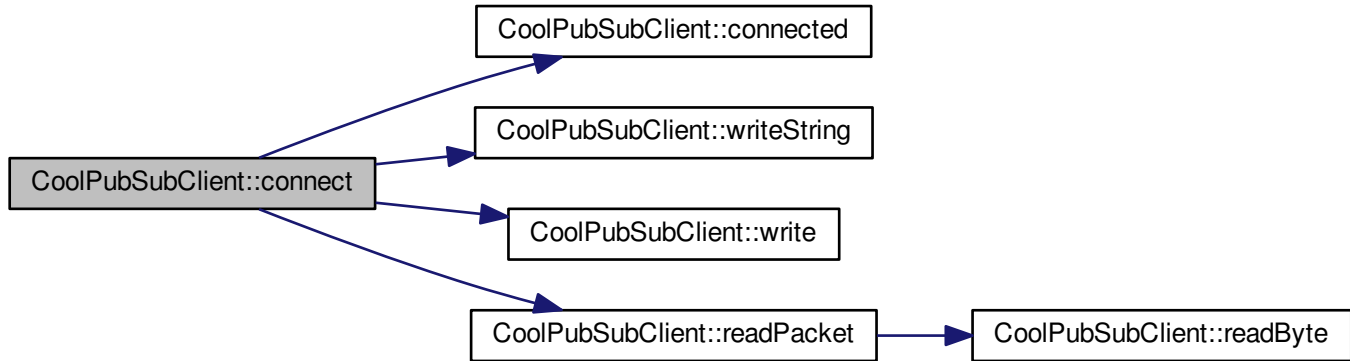 CoolPubSubClient::connected
CoolPubSubClient::writeString
CoolPubSubClient::connect
CoolPubSubClient::write
CoolPubSubClient::readPacket
CoolPubSubClient::readByte